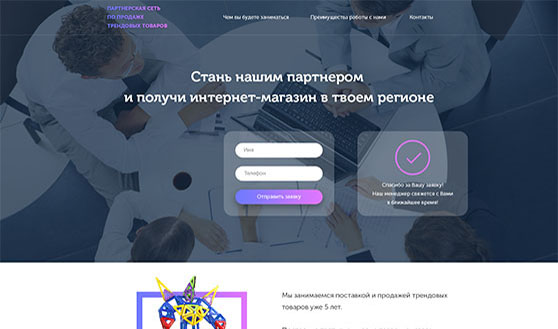 ПАРТНЕРСКАЯ СЕТЬ
ПО ПРОДАЖЕ
ТРЕНДОВЫХ ТОВАРОВ
Чем вы будете заниматься
Преимущества работы с нами
Контакты
Стань нашим партнером
и получи интернет-магазин в твоем регионе
Имя
Телефон
Отправить заявку
Спасибо за Вашу заявку!
Наш менеджер свяжется с Вами
в ближайшее время!
Мы занимаемся поставкой и продажей трендовых
товаров уже 5 лет.